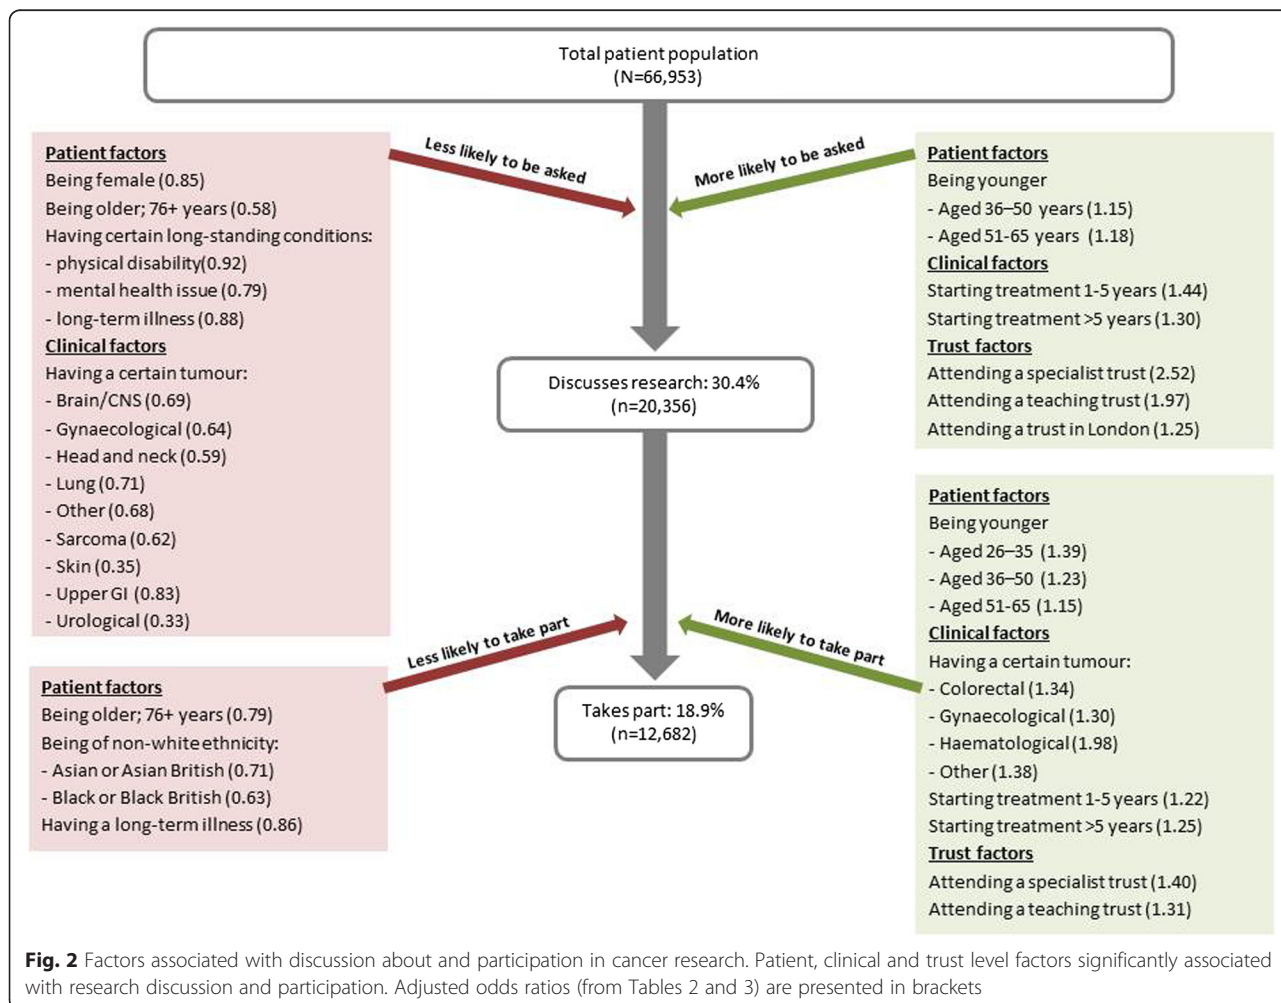 Total patient population
(N=66,953)
Less likely to be asked
More likely to be asked
Patient factors
Being female (0.85)
Being older; 76+ years (0.58)
Having certain long-standing conditions:
- physical disability(0.92)
- mental health issue (0.79)
- long-term illness (0.88)
Clinical factors
Having a certain tumour:
- Brain/CNS (0.69)
- Gynaecological (0.64)
- Head and neck (0.59)
- Lung (0.71)
- Other (0.68)
- Sarcoma (0.62)
- Skin (0.35)
- Upper GI (0.83)
- Urological (0.33)
Patient factors
Being younger
- Aged 36–50 years (1.15)
- Aged 51-65 years (1.18)
Clinical factors
Starting treatment 1-5 years (1.44)
Starting treatment >5 years (1.30)
Trust factors
Attending a specialist trust (2.52)
Attending a teaching trust (1.97)
Attending a trust in London (1.25)
Discusses research: 30.4%
(n=20,356)
Less likely to take part
More likely to take part
Patient factors
Being older; 76+ years (0.79)
Being of non-white ethnicity:
- Asian or Asian British (0.71)
- Black or Black British (0.63)
Having a long-term illness (0.86)
Patient factors
Being younger
- Aged 26–35 (1.39)
- Aged 36–50 (1.23)
- Aged 51-65 (1.15)
Clinical factors
Having a certain tumour:
- Colorectal (1.34)
- Gynaecological (1.30)
- Haematological (1.98)
- Other (1.38)
Starting treatment 1-5 years (1.22)
Starting treatment >5 years (1.25)
Trust factors
Attending a specialist trust (1.40)
Attending a teaching trust (1.31)
Takes part: 18.9%
(n=12,682)
Fig. 2 Factors associated with discussion about and participation in cancer research. Patient, clinical and trust level factors significantly associated
with research discussion and participation. Adjusted odds ratios (from Tables 2 and 3) are presented in brackets